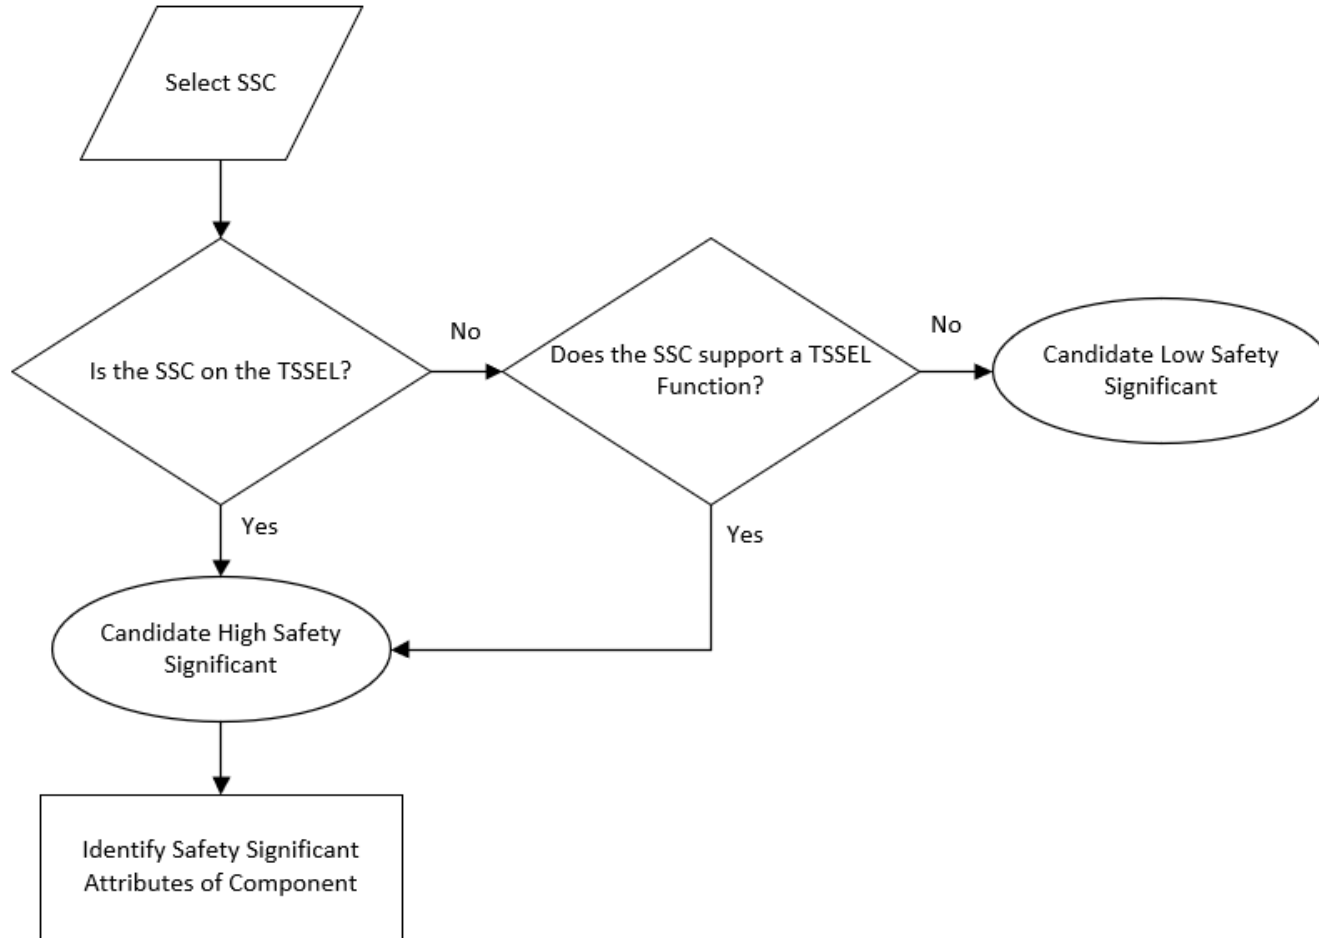 Select SSC
Is the SSC on the TSSEL?
No
Does the SSC support a TSSEL
Function?
No
Candidate Low Safety
Significant
Yes
Yes
Candidate High Safety
Significant
Identify Safety Significant
Attributes of Component